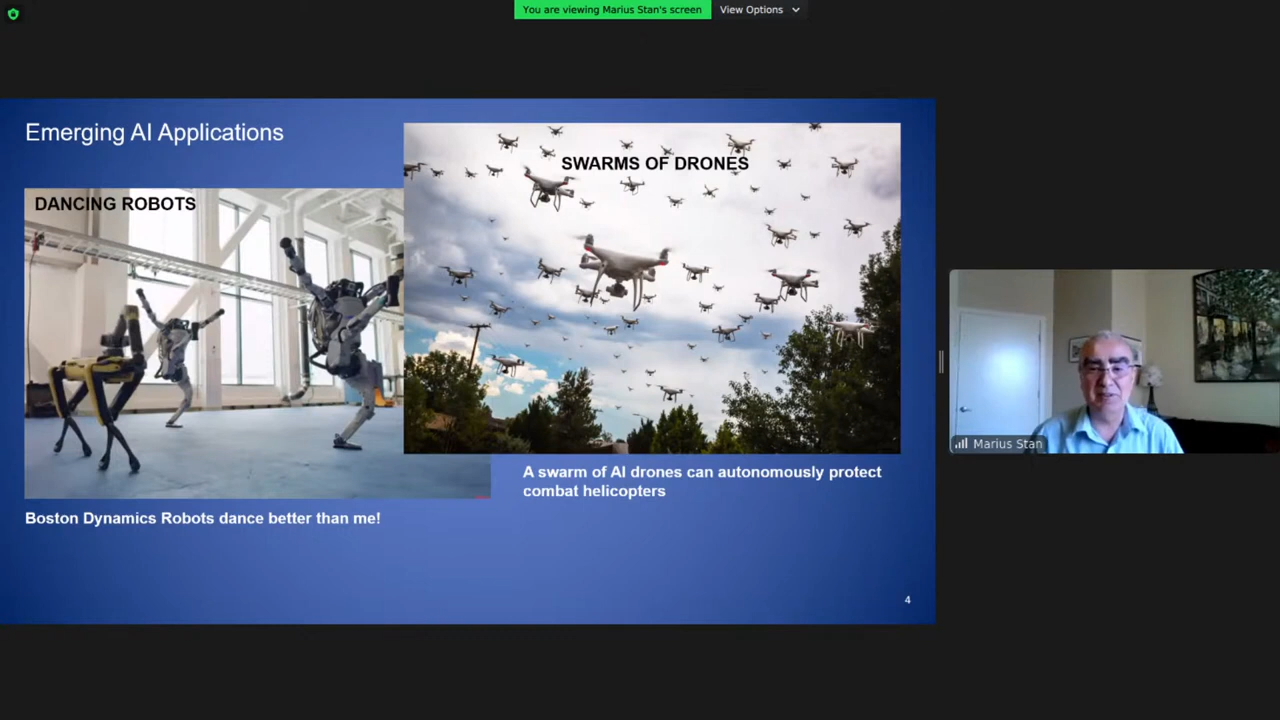 You are viewing Marius Stan's screen
View Options
Emerging AI Applications
DANCING ROBOTS
SWARMS OF DRONES
A swarm of AI drones can autonomously protect
combat helicopters
Boston Dynamics Robots dance better than me!
4
Marius Stan